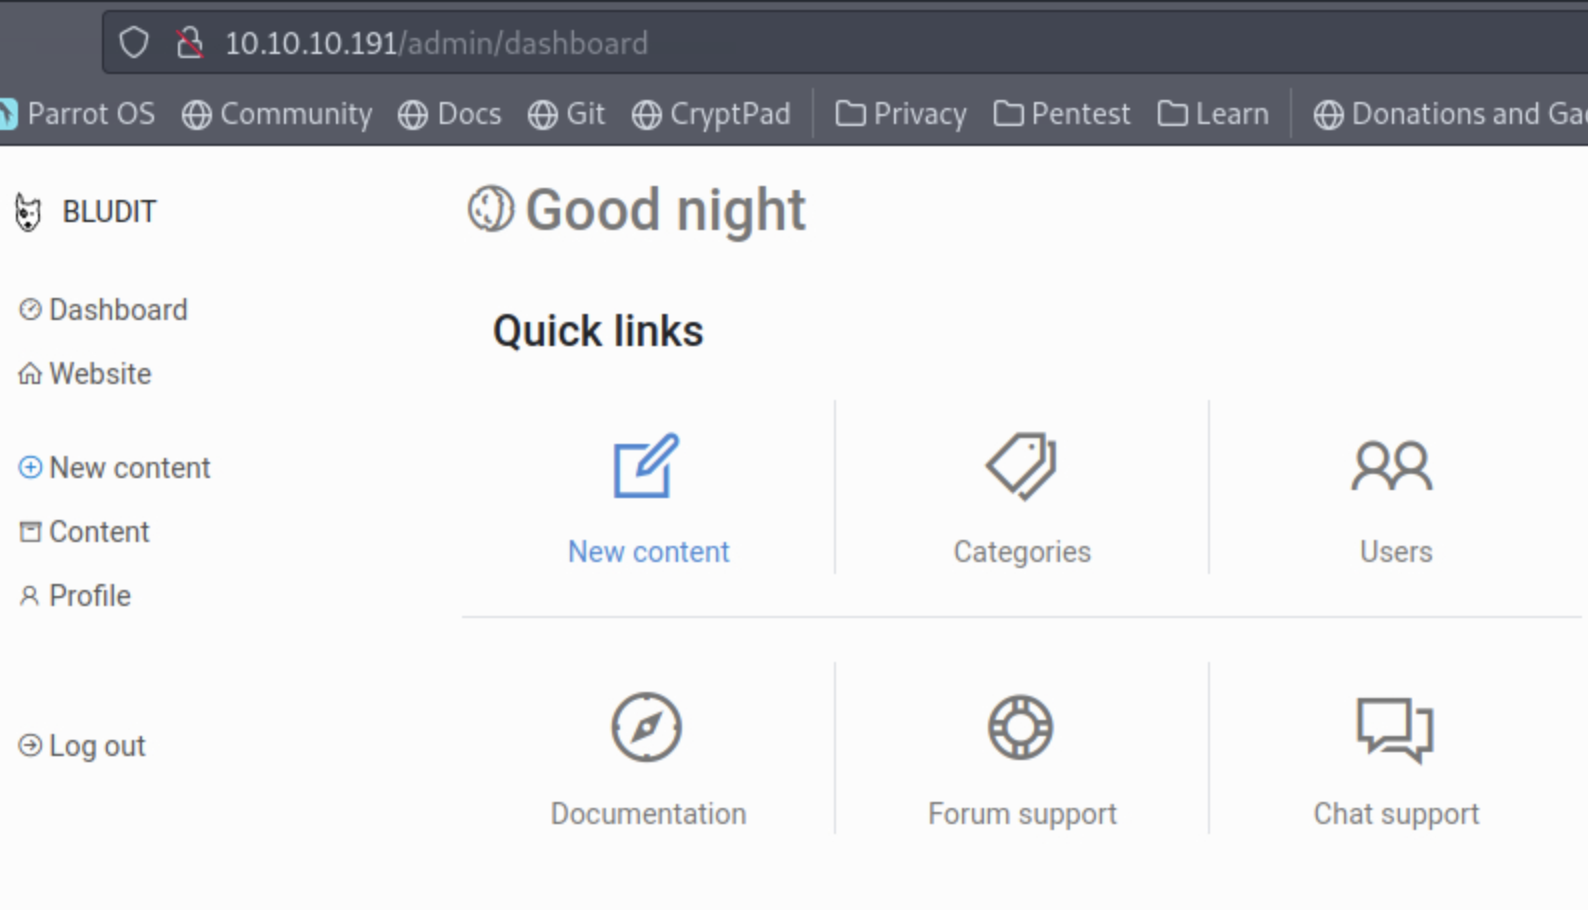 10.10.10.191/admin/dashboard
Parrot OS Community Docs Git CryptPad Privacy Pentest Learn Donations and Ga
BLUDIT
Dashboard
Website
New content
Content
Profile
Log out
Good night
Quick links
New content Categories Users
Documentation Forum support Chat support